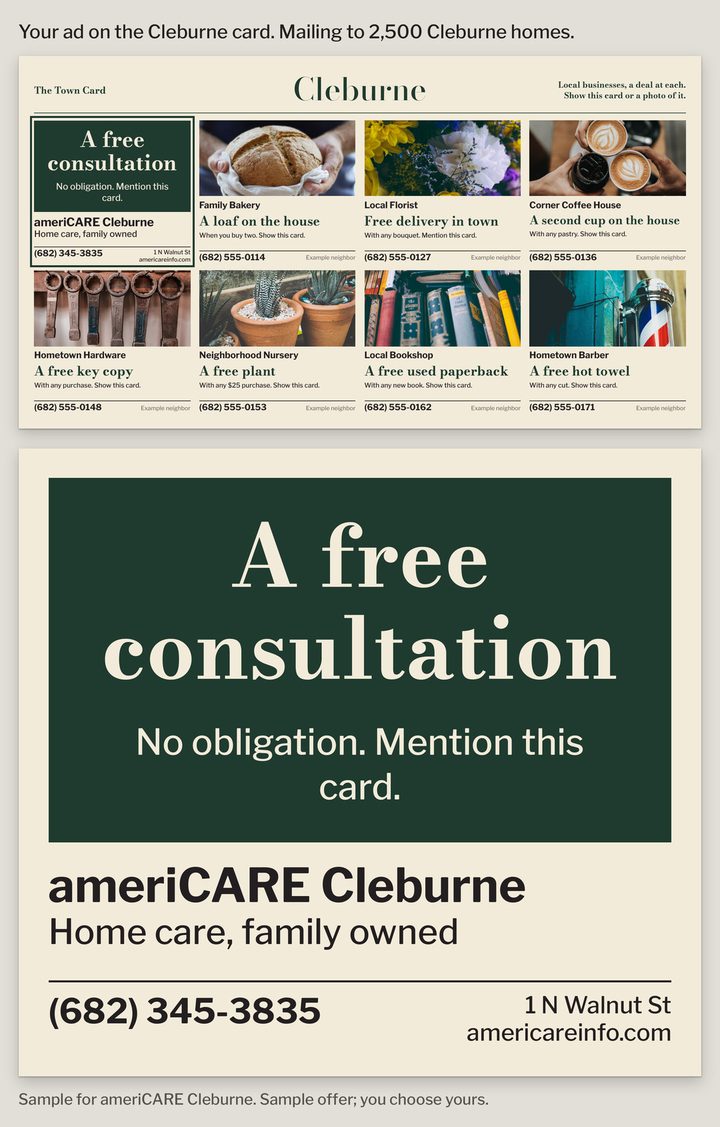 Your ad on the Cleburne card. Mailing to 2,500 Cleburne homes.
The Town Card
Cleburne
Local businesses, a deal at each.
Show this card or a photo of it.
A free
consultation
No obligation. Mention this
card.
ameriCARE Cleburne
Home care, family owned
(682) 345-3835
1 N Walnut St
americareinfo.com
Family Bakery
A loaf on the house
When you buy two. Show this card.
(682) 555-0114
Example neighbor
Local Florist
Free delivery in town
With any bouquet. Mention this card.
(682) 555-0127
Example neighbor
Corner Coffee House
A second cup on the house
With any pastry. Show this card.
(682) 555-0136
Example neighbor
Hometown Hardware
A free key copy
With any purchase. Show this card.
(682) 555-0148
Example neighbor
Neighborhood Nursery
A free plant
With any $25 purchase. Show this card.
(682) 555-0153
Example neighbor
Local Bookshop
A free used paperback
With any new book. Show this card.
(682) 555-0162
Example neighbor
Hometown Barber
A free hot towel
With any cut. Show this card.
(682) 555-0171
Example neighbor
A free
consultation
No obligation. Mention this
card.
ameriCARE Cleburne
Home care, family owned
(682) 345-3835
1 N Walnut St
americareinfo.com
Sample for ameriCARE Cleburne. Sample offer; you choose yours.